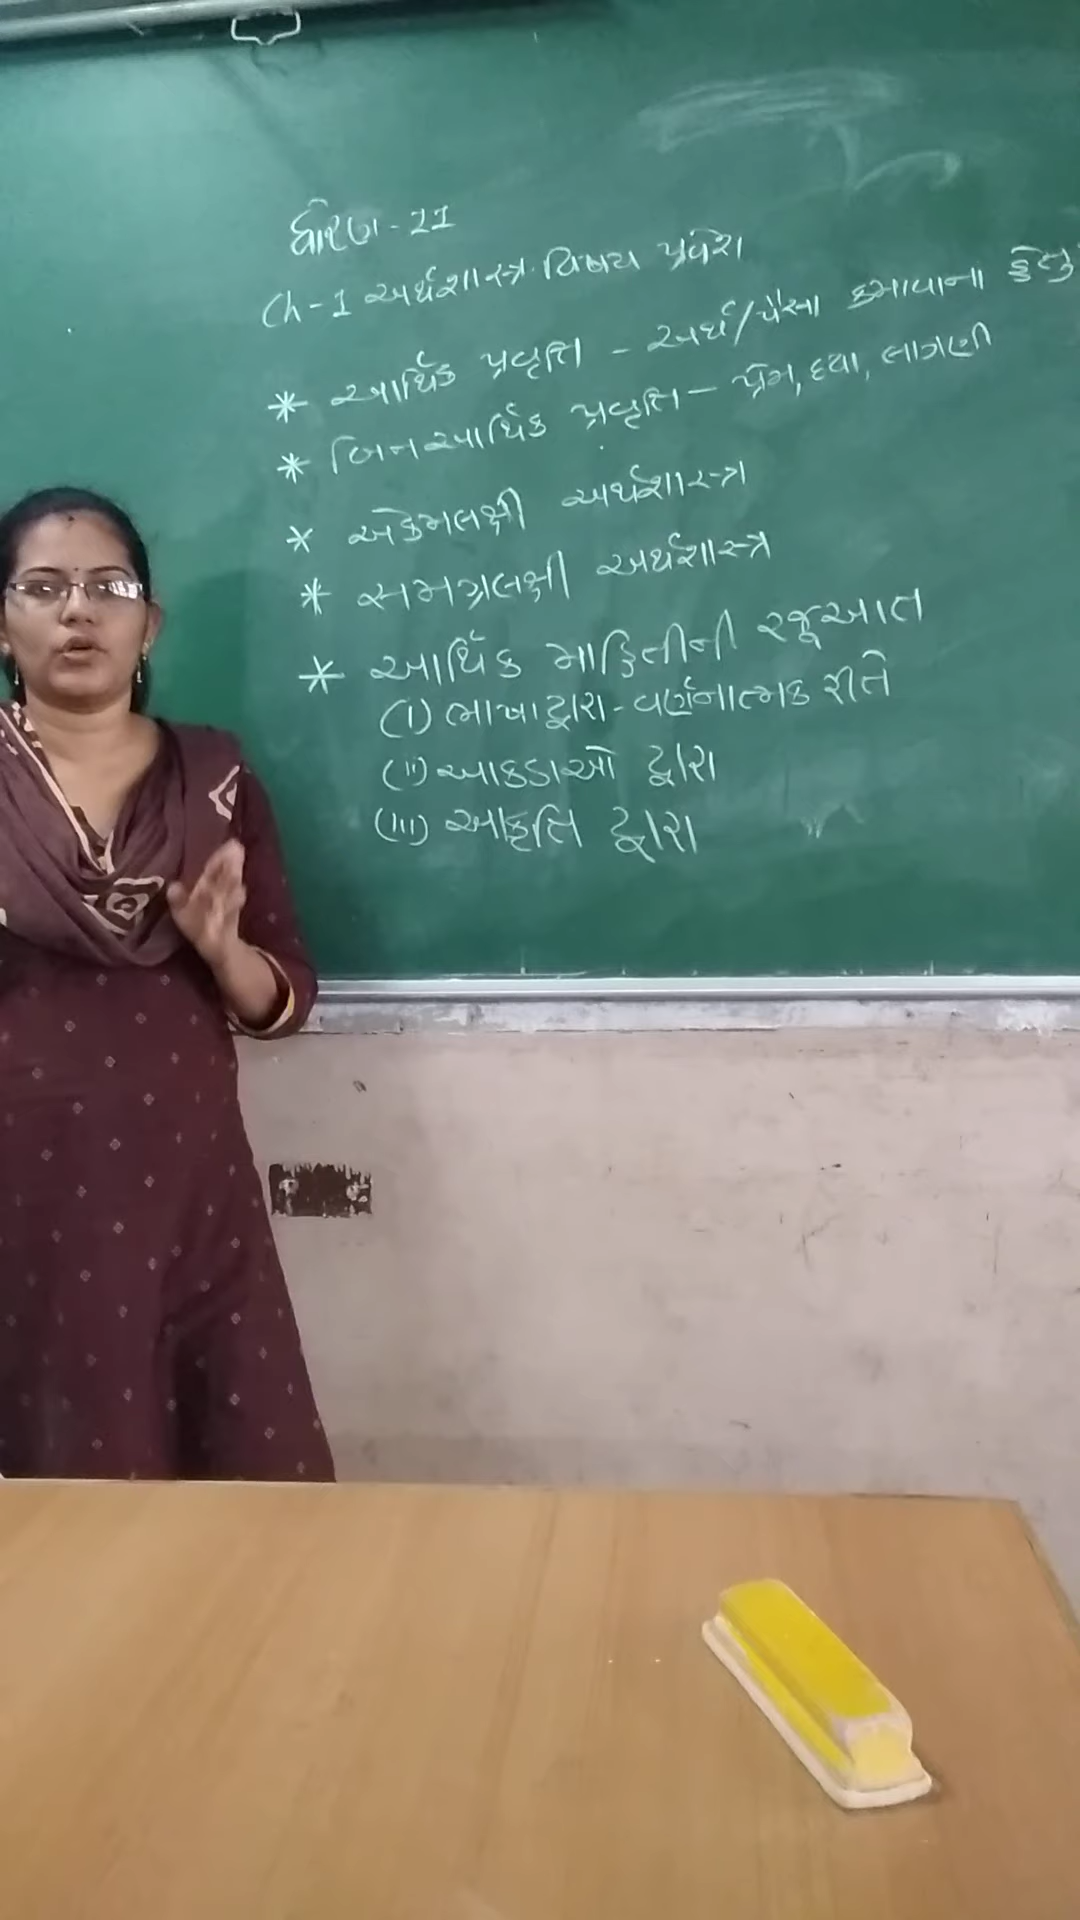 ધોરણ - 11
Ch - 1 અર્થશાસ્ત્ર વિષય પ્રવેશ
* આર્થિક પ્રવૃત્તિ - અર્થ/પૈસા કમાવાના હેતુ
* બિનઆર્થિક પ્રવૃત્તિ - પ્રેમ, દયા, લાગણી
* એકમલક્ષી અર્થશાસ્ત્ર
* સમગ્રલક્ષી અર્થશાસ્ત્ર
* આર્થિક માહિતીની રજૂઆત
(i) ભાષા દ્વારા - વર્ણનાત્મક રીતે
(ii) આકડાઓ દ્વારા
(iii) આકૃતિ દ્વારા